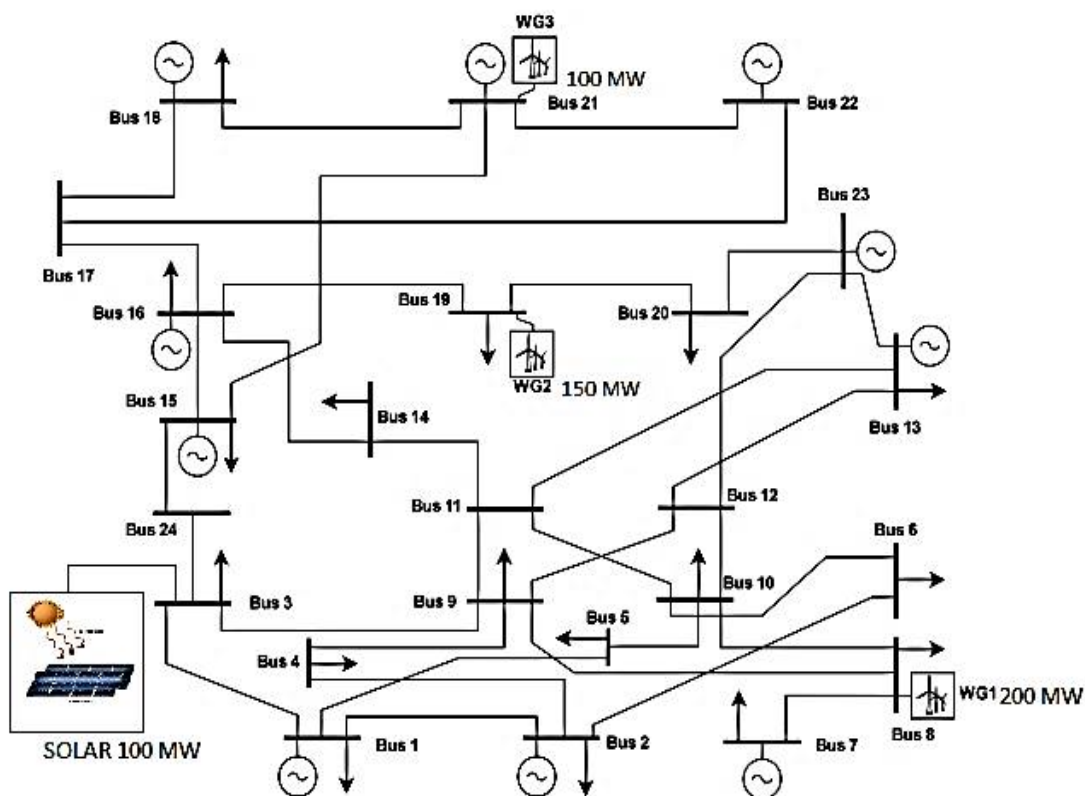 WG3
100 MW
Bus 18
Bus 21
Bus 22
Bus 23
Bus 17
Bus 16
Bus 19
Bus 20
WG2
150 MW
Bus 15
Bus 14
Bus 13
Bus 24
Bus 11
Bus 12
Bus 6
Bus 3
Bus 9
Bus 5
Bus 10
Bus 4
WG1
200 MW
Bus 8
SOLAR 100 MW
Bus 1
Bus 2
Bus 7